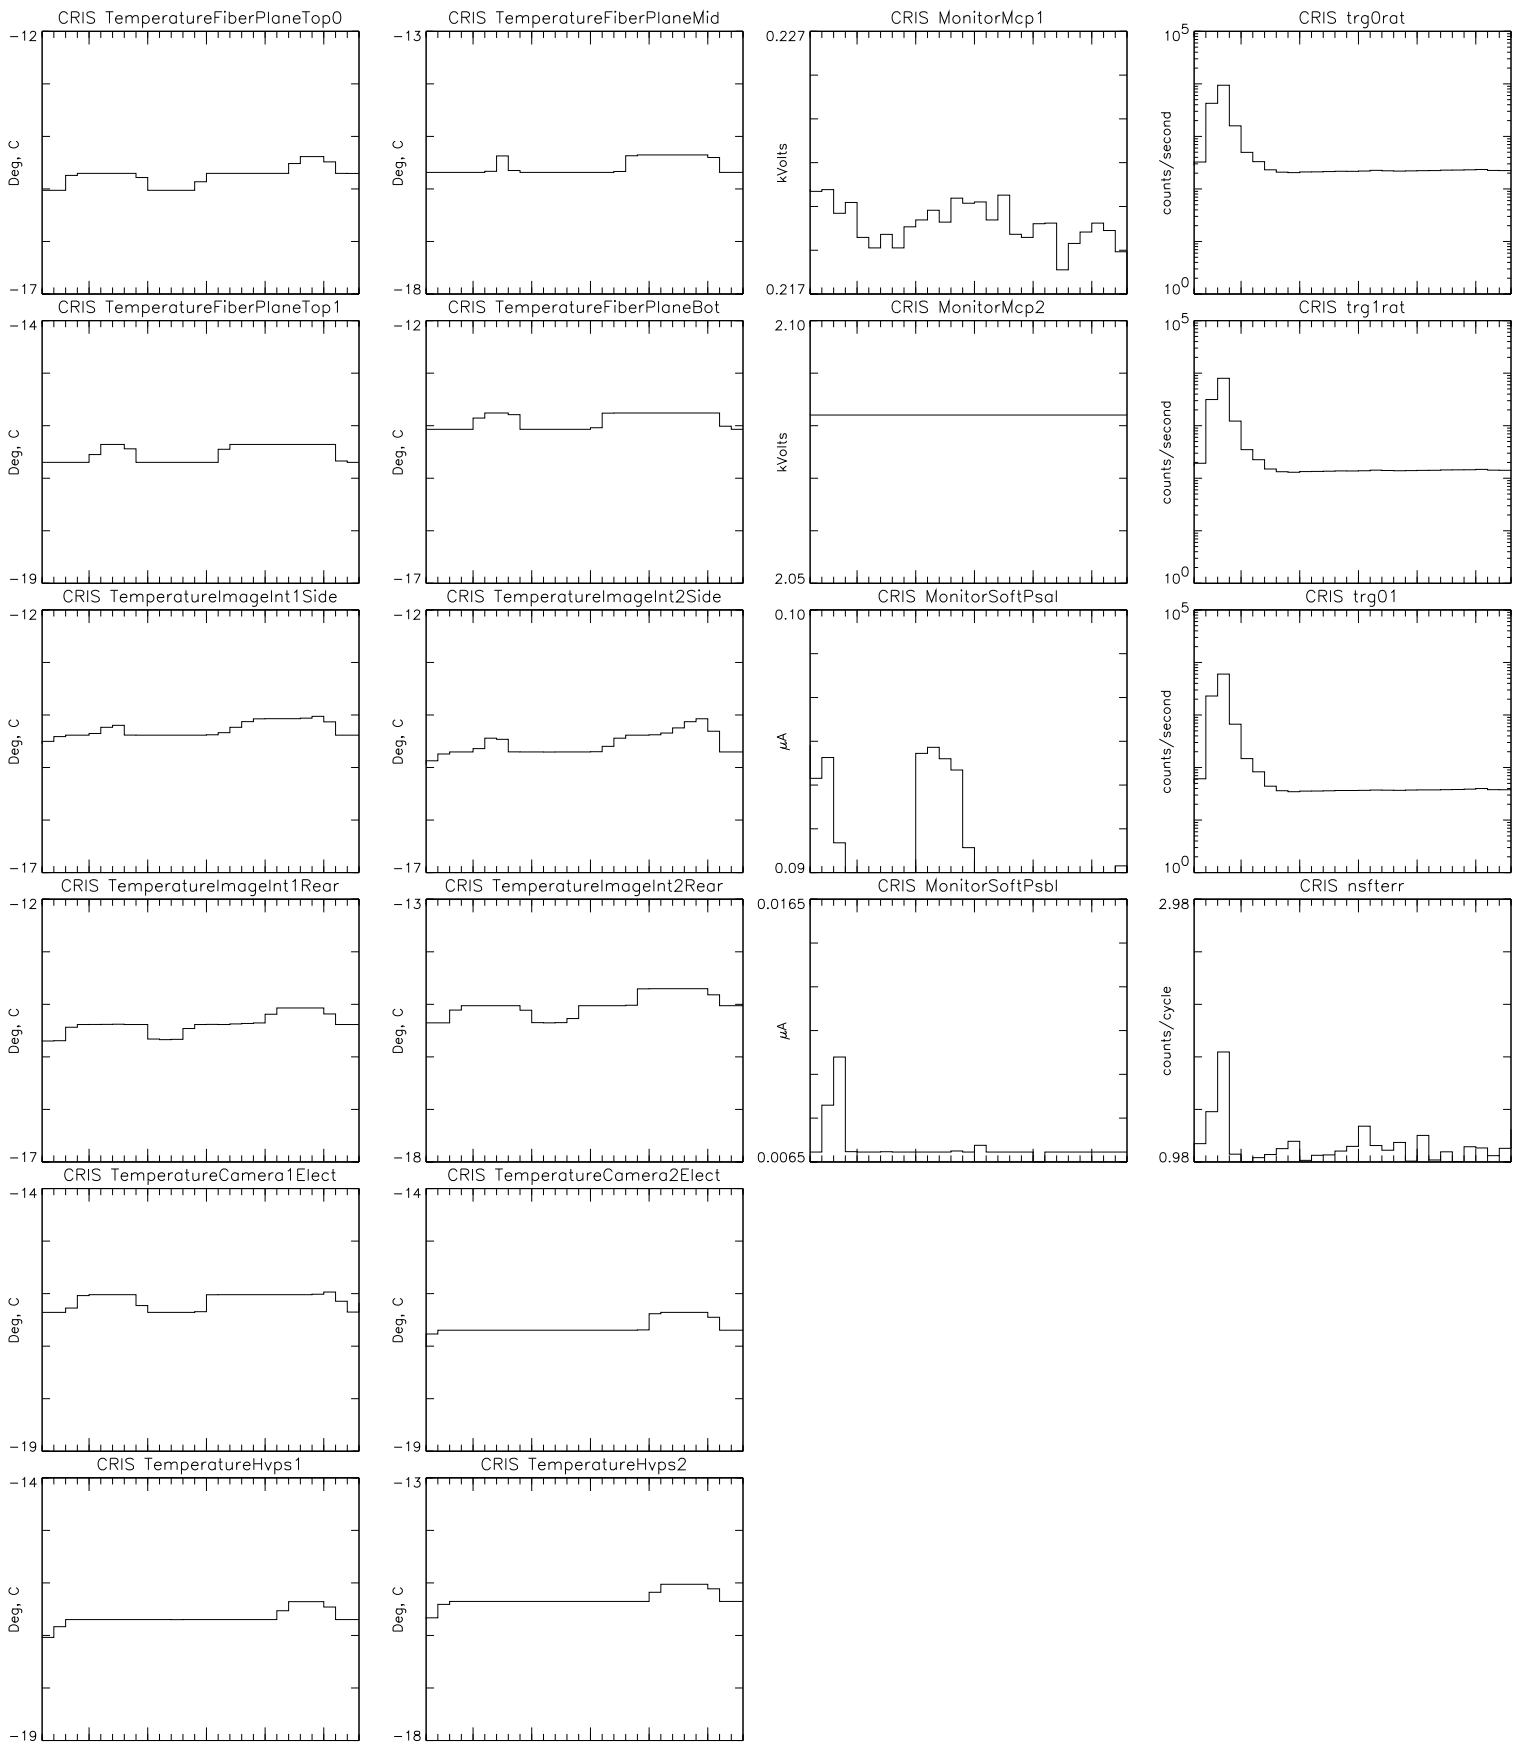 CRIS TemperatureFiberPlaneTop0
-12
Deg, C
-17
CRIS TemperatureFiberPlaneMid
-13
Deg, C
-18
CRIS MonitorMcp1
0.227
kVolts
0.217
CRIS trg0rat
10^5
counts/second
10^0
CRIS TemperatureFiberPlaneTop1
-14
Deg, C
-19
CRIS TemperatureFiberPlaneBot
-12
Deg, C
-17
CRIS MonitorMcp2
2.10
kVolts
2.05
CRIS trg1rat
10^5
counts/second
10^0
CRIS TemperatureImageInt1Side
-12
Deg, C
-17
CRIS TemperatureImageInt2Side
-12
Deg, C
-17
CRIS MonitorSoftPsaI
0.10
μA
0.09
CRIS trg01
10^5
counts/second
10^0
CRIS TemperatureImageInt1Rear
-12
Deg, C
-17
CRIS TemperatureImageInt2Rear
-13
Deg, C
-18
CRIS MonitorSoftPsbI
0.0165
μA
0.0065
CRIS nsfterr
2.98
counts/cycle
0.98
CRIS TemperatureCamera1Elect
-14
Deg, C
-19
CRIS TemperatureCamera2Elect
-14
Deg, C
-19
CRIS TemperatureHvps1
-14
Deg, C
-19
CRIS TemperatureHvps2
-13
Deg, C
-18